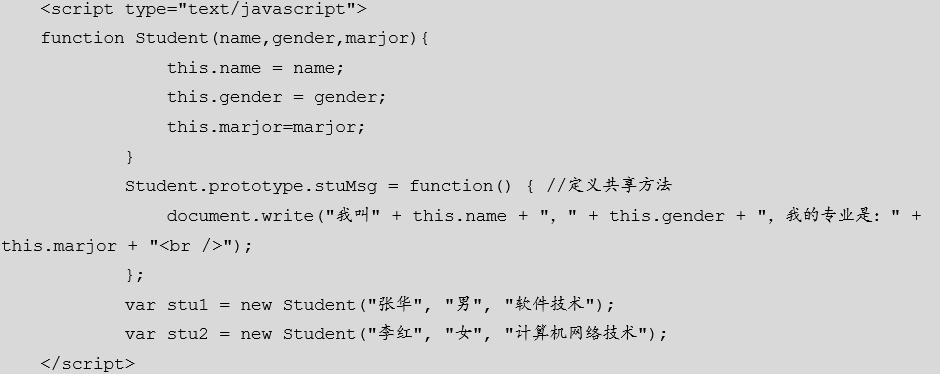 <script type="text/javascript">
function Student(name,gender,marjor){
this.name = name;
this.gender = gender;
this.marjor=marjor;
}
Student.prototype.stuMsg = function() { //定义共享方法
document.write("我叫" + this.name + ", " + this.gender + ", 我的专业是: " +
this.marjor + "<br />");
};
var stu1 = new Student("张华", "男", "软件技术");
var stu2 = new Student("李红", "女", "计算机网络技术");
</script>